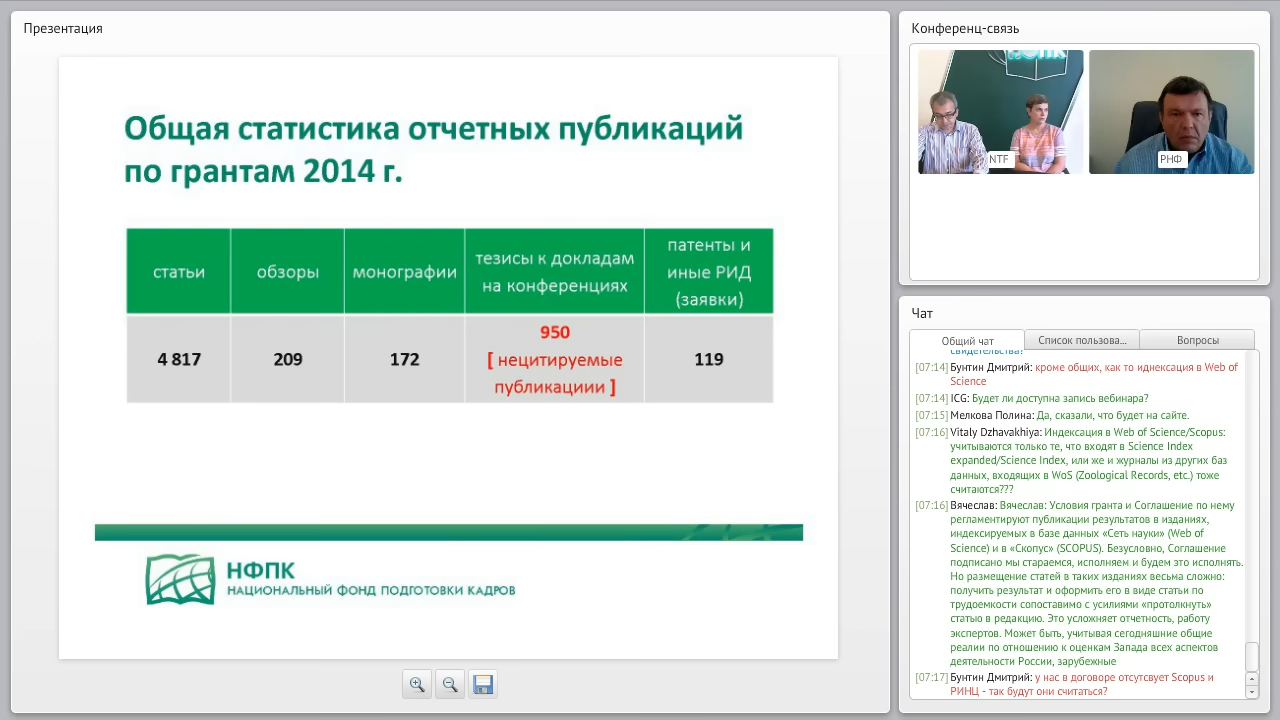 Презентация
Общая статистика отчетных публикаций
по грантам 2014 г.
статьи
обзоры
монографии
тезисы к докладам
на конференциях
патенты и
иные РИД
(заявки)
4 817
209
172
950
[ нецитируемые
публикациии ]
119
НФПК
НАЦИОНАЛЬНЫЙ ФОНД ПОДГОТОВКИ КАДРОВ
Конференц-связь
NTF
РНФ
Чат
Общий чат
Список пользова...
Вопросы
свидетельства?
[07:14] Бунтин Дмитрий: кроме общих, как то иднексация в Web of
Science
[07:14] ICG: Будет ли доступна запись вебинара?
[07:15] Мелкова Полина: Да, сказали, что будет на сайте.
[07:16] Vitaly Dzhavakhiya: Индексация в Web of Science/Scopus:
учитываются только те, что входят в Science Index
expanded/Science Index, или же и журналы из других баз
данных, входящих в WoS (Zoological Records, etc.) тоже
считаются???
[07:16] Вячеслав: Вячеслав: Условия гранта и Соглашение по нему
регламентируют публикации результатов в изданиях,
индексируемых в базе данных «Сеть науки» (Web of
Science) и в «Скопус» (SCOPUS). Безусловно, Соглашение
подписано мы стараемся, исполняем и будем это исполнять.
Но размещение статей в таких изданиях весьма сложно:
получить результат и оформить его в виде статьи по
трудоемкости сопоставимо с усилиями «протолкнуть»
статью в редакцию. Это усложняет отчетность, работу
экспертов. Может быть, учитывая сегодняшние общие
реалии по отношению к оценкам Запада всех аспектов
деятельности России, зарубежные
[07:17] Бунтин Дмитрий: у нас в договоре отсутсвует Scopus и
РИНЦ - так будут они считаться?